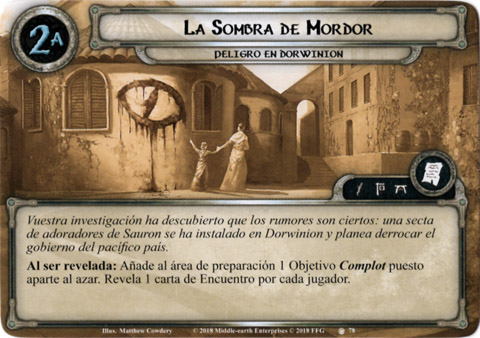 2A
La Sombra de Mordor
Peligro en Dorwinion
Vuestra investigación ha descubierto que los rumores son ciertos: una secta
de adoradores de Sauron se ha instalado en Dorwinion y planea derrocar el
gobierno del pacífico país.
Al ser revelada: Añade al área de preparación 1 Objetivo Complot puesto
aparte al azar. Revela 1 carta de Encuentro por cada jugador.
Illus. Matthew Cowdery © 2018 Middle-earth Enterprises © 2018 FFG 78